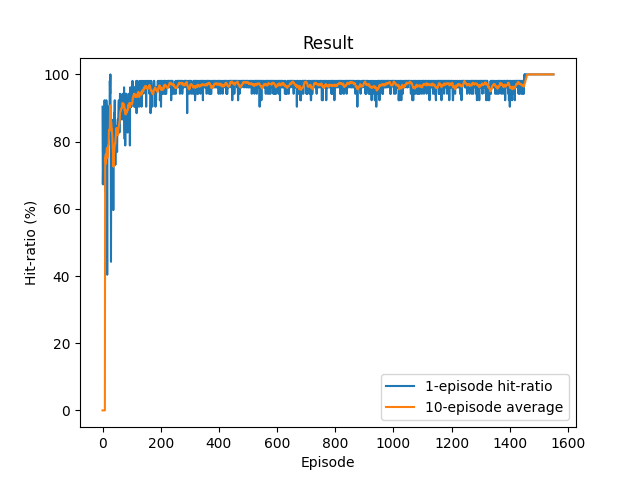 Result
Hit-ratio (%)
100
80
60
40
20
0
0 200 400 600 800 1000 1200 1400 1600
Episode
1-episode hit-ratio
10-episode average